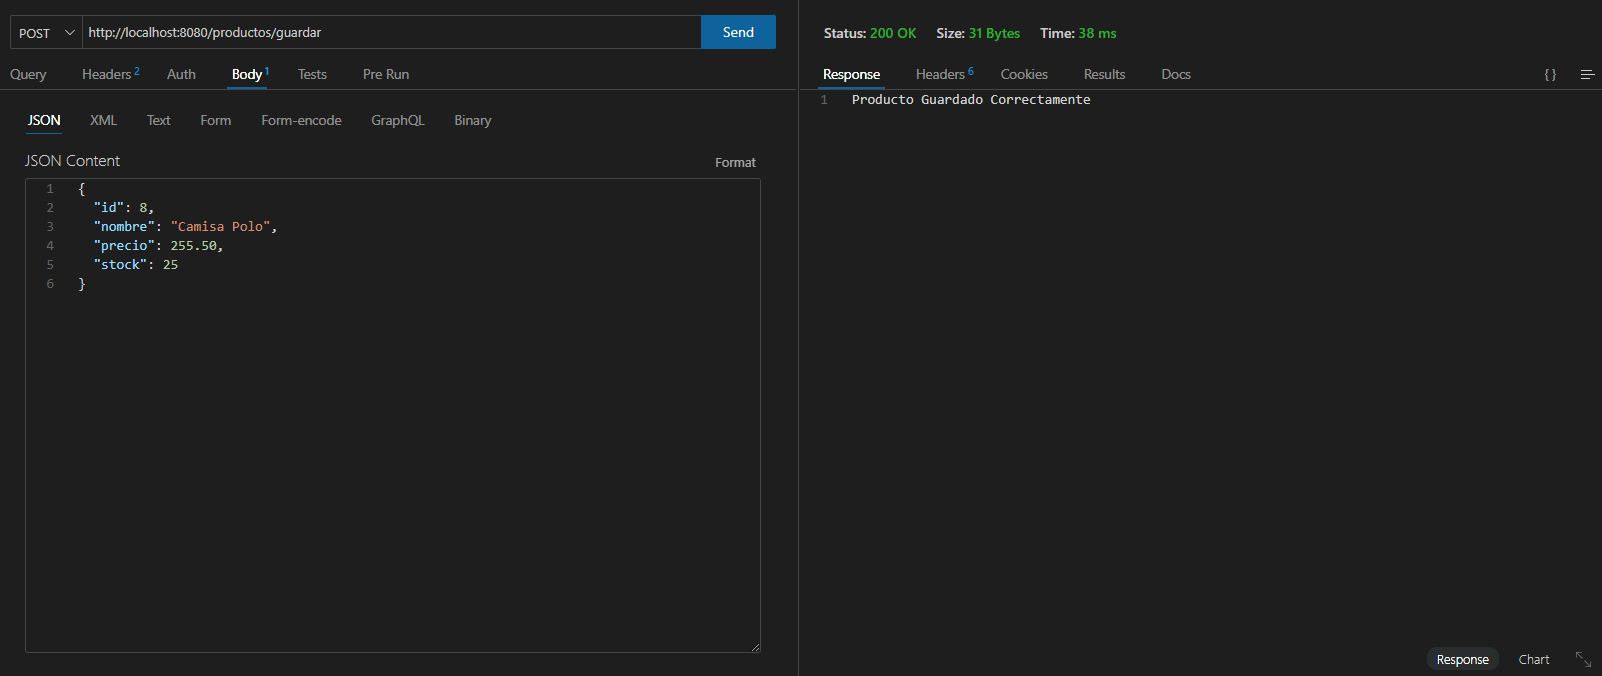 POST http://localhost:8080/productos/guardar Send
Query Headers 2 Auth Body 1 Tests Pre Run
JSON XML Text Form Form-encode GraphQL Binary
JSON Content Format
1 {
2 "id": 8,
3 "nombre": "Camisa Polo",
4 "precio": 255.50,
5 "stock": 25
6 }
Status: 200 OK Size: 31 Bytes Time: 38 ms
Response Headers 6 Cookies Results Docs { }
1 Producto Guardado Correctamente
Response Chart